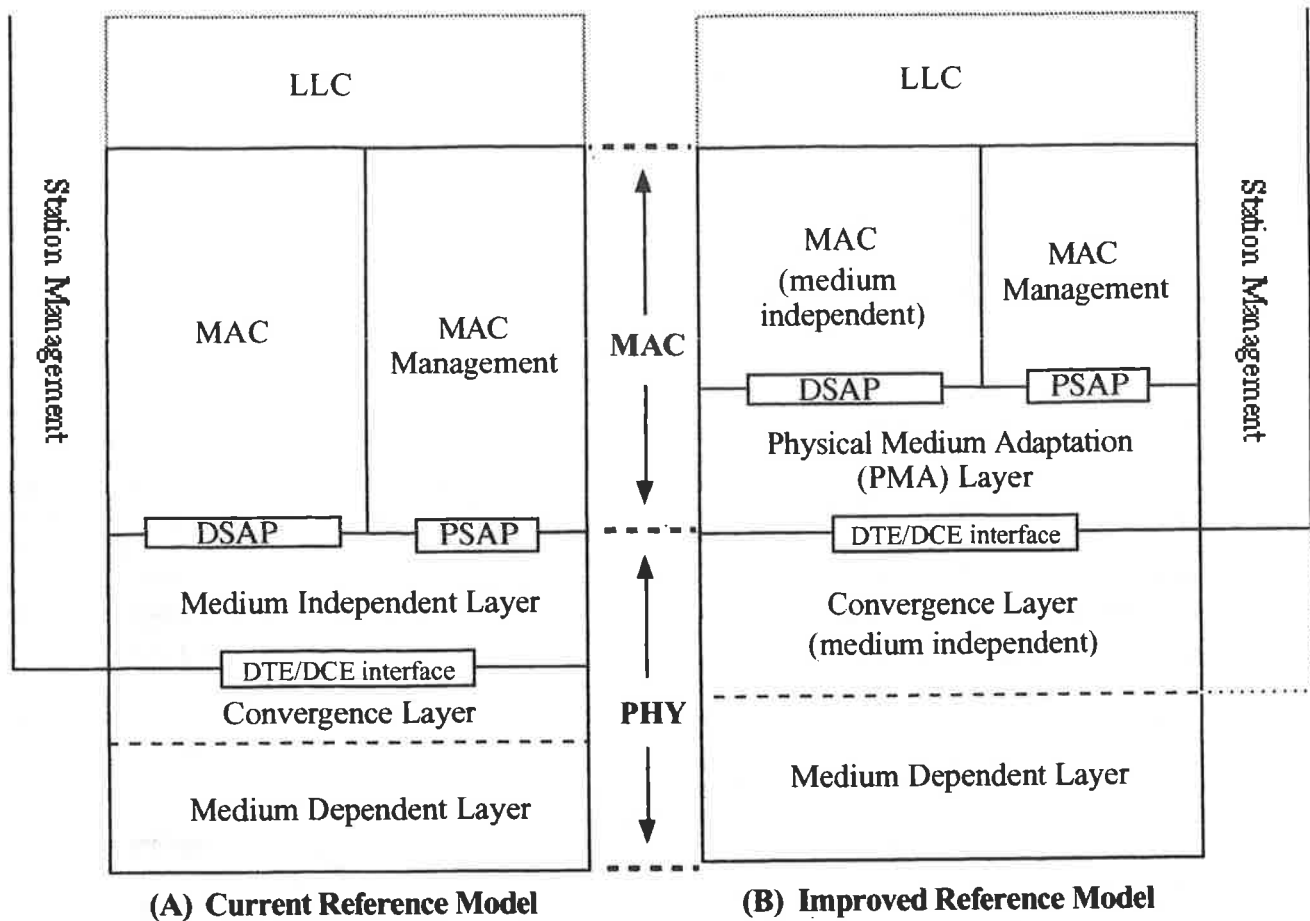 LLC
Station Management
MAC
MAC
Management
DSAP
PSAP
Medium Independent Layer
DTE/DCE interface
Convergence Layer
Medium Dependent Layer
(A) Current Reference Model
MAC
PHY
LLC
MAC
(medium
independent)
MAC
Management
DSAP
PSAP
Physical Medium Adaptation
(PMA) Layer
DTE/DCE interface
Convergence Layer
(medium independent)
Medium Dependent Layer
Station Management
(B) Improved Reference Model